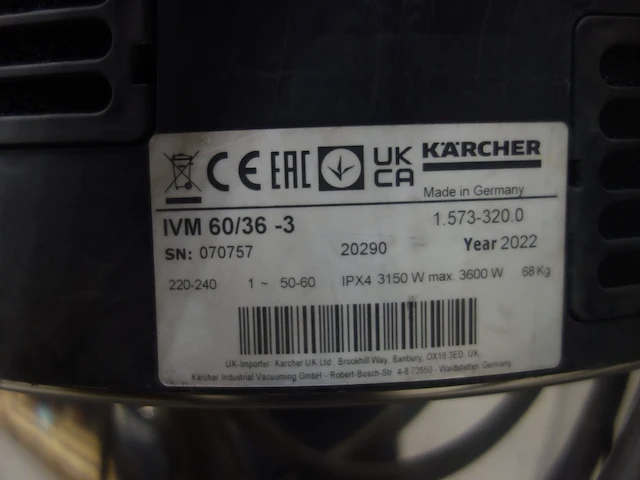 CE EAC UK CA KÄRCHER
Made in Germany
IVM 60/36 -3 1.573-320.0
SN: 070757 20290 Year 2022
220-240 1 ~ 50-60 IPX4 3150 W max. 3600 W 68 Kg
UK-Importer: Kärcher UK Ltd Brookhill Way, Banbury, OX16 3ED, UK
Kärcher Industrial Vacuuming GmbH - Robert-Bosch-Str 4-8 73550 - Waldstetten Germany